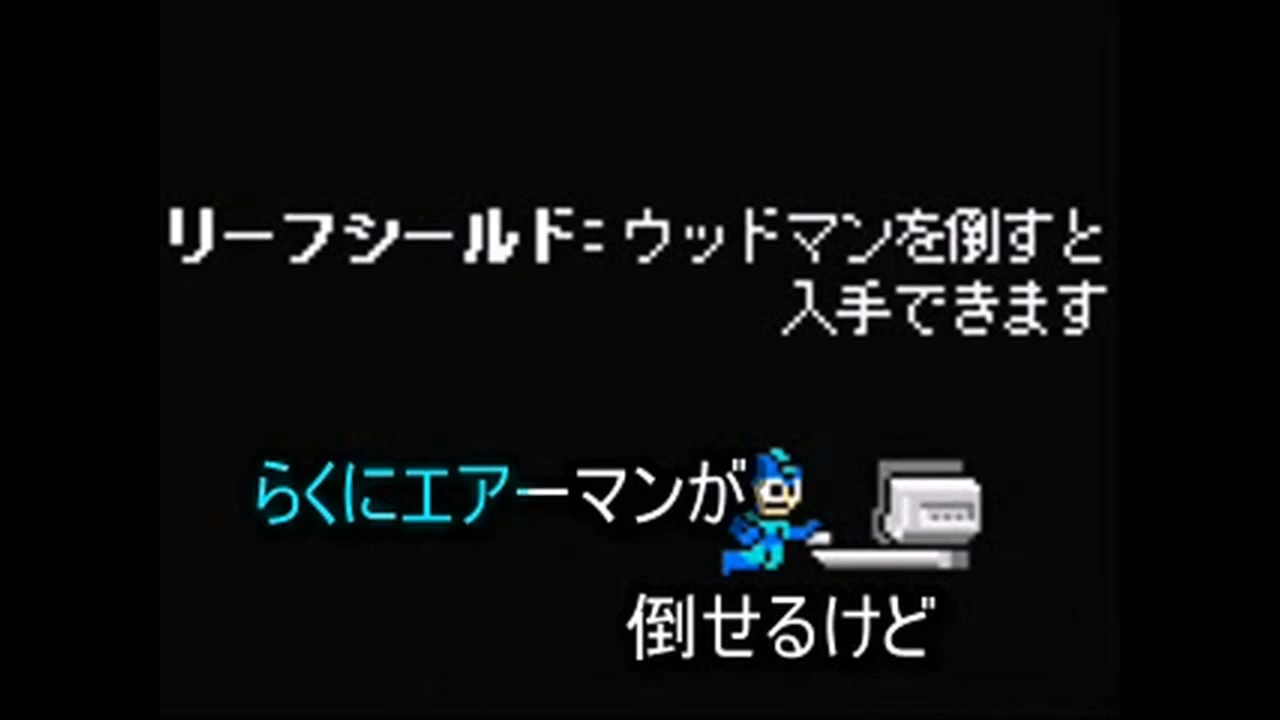 リーフシールド：ウッドマンを倒すと
入手できます
らくにエアーマンが
倒せるけど